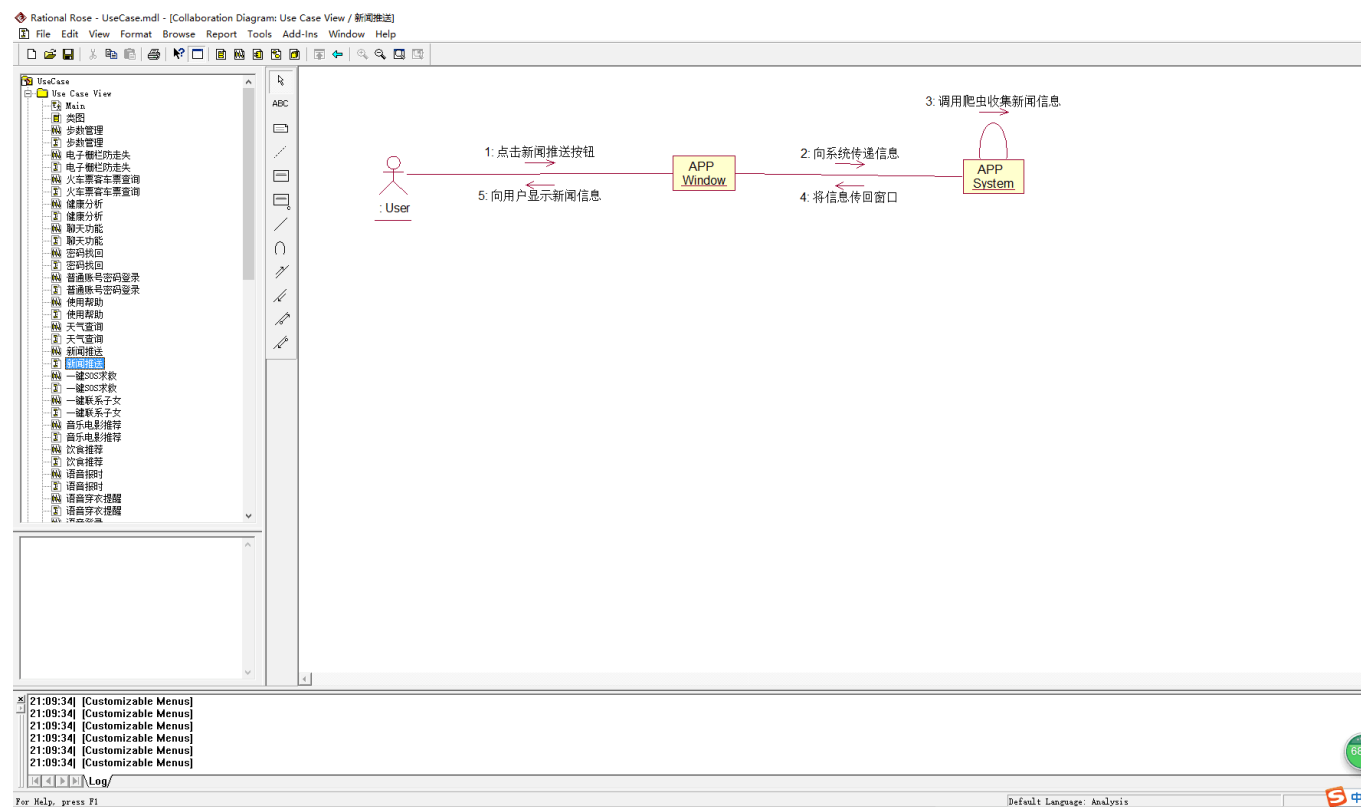 Rational Rose - UseCase.mdl - [Collaboration Diagram: Use Case View / 新闻推送]
File Edit View Format Browse Report Tools Add-Ins Window Help
UseCase
Use Case View
Main
类图
步数管理
步数管理
电子栅栏防走失
电子栅栏防走失
火车票客车票查询
火车票客车票查询
健康分析
健康分析
聊天功能
聊天功能
密码找回
密码找回
普通账号密码登录
普通账号密码登录
使用帮助
使用帮助
天气查询
天气查询
新闻推送
新闻推送
一键SOS求救
一键SOS求救
一键联系子女
一键联系子女
音乐电影推荐
音乐电影推荐
饮食推荐
饮食推荐
语音报时
语音报时
语音穿衣提醒
语音穿衣提醒
语音登录
ABC
3: 调用爬虫收集新闻信息
1: 点击新闻推送按钮
2: 向系统传递信息
APP
Window
APP
System
5: 向用户显示新闻信息
4: 将信息传回窗口
: User
21:09:34| [Customizable Menus]
21:09:34| [Customizable Menus]
21:09:34| [Customizable Menus]
21:09:34| [Customizable Menus]
21:09:34| [Customizable Menus]
21:09:34| [Customizable Menus]
68
Log
For Help, press F1
Default Language: Analysis
中